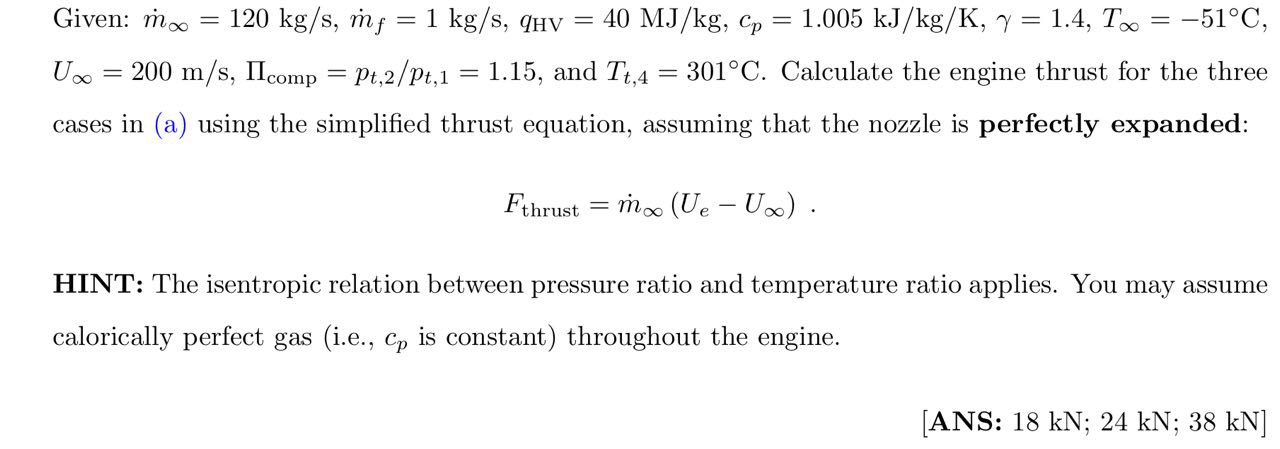 Given: ṁ∞ = 120 kg/s, ṁf = 1 kg/s, qHV = 40 MJ/kg, cp = 1.005 kJ/kg/K, γ = 1.4, T∞ = −51°C,
U∞ = 200 m/s, Πcomp = pt,2/pt,1 = 1.15, and Tt,4 = 301°C. Calculate the engine thrust for the three
cases in (a) using the simplified thrust equation, assuming that the nozzle is perfectly expanded:
Fthrust = ṁ∞ (Ue − U∞) .
HINT: The isentropic relation between pressure ratio and temperature ratio applies. You may assume
calorically perfect gas (i.e., cp is constant) throughout the engine.
[ANS: 18 kN; 24 kN; 38 kN]